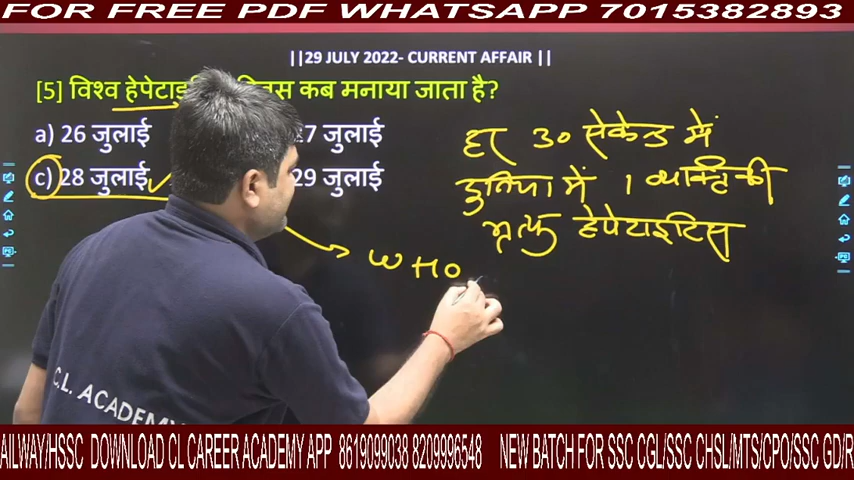 FOR FREE PDF WHATSAPP 7015382893
||29 JULY 2022- CURRENT AFFAIR ||
[5] विश्व हेपेटाइ िवस कब मनाया जाता है?
a) 26 जुलाई 7 जुलाई
c) 28 जुलाई 29 जुलाई
हर 30 सेकेन्ड में
दुनिया में 1 व्यक्ति की
मृत्यु हेपेटाइटिस
WHO
C.L. ACADEMY
AILWAY/HSSC DOWNLOAD CL CAREER ACADEMY APP 8619099038 8209996548 NEW BATCH FOR SSC CGL/SSC CHSL/MTS/CPO/SSC GD/R